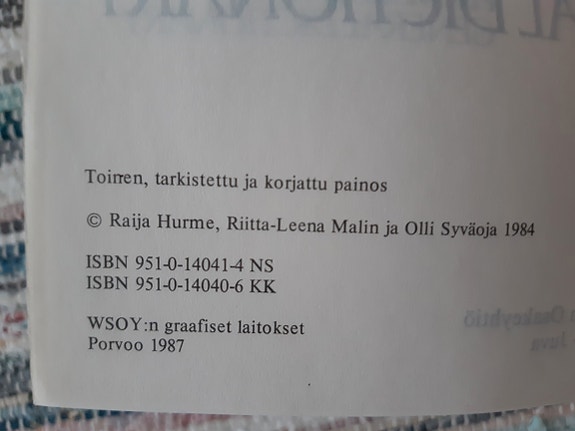 Toinen, tarkistettu ja korjattu painos
© Raija Hurme, Riitta-Leena Malin ja Olli Syväoja 1984
ISBN 951-0-14041-4 NS
ISBN 951-0-14040-6 KK
WSOY:n graafiset laitokset
Porvoo 1987